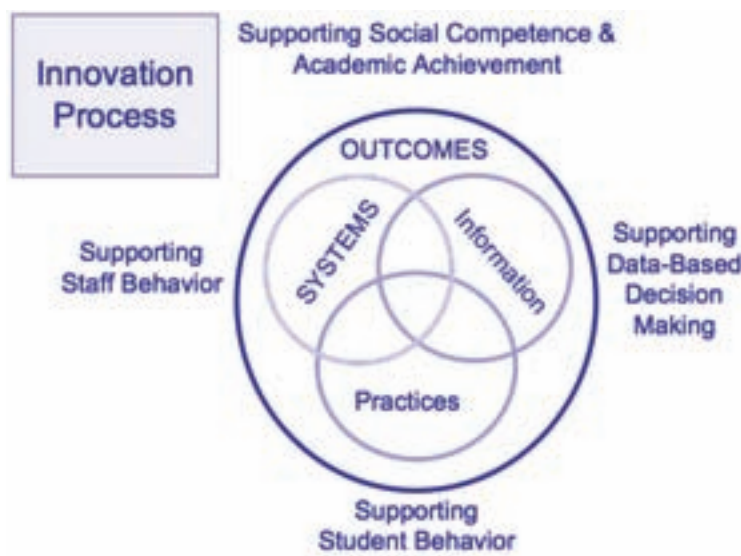 Innovation
Process
Supporting Social Competence &
Academic Achievement
OUTCOMES
SYSTEMS
Information
Practices
Supporting
Staff Behavior
Supporting
Data-Based
Decision
Making
Supporting
Student Behavior